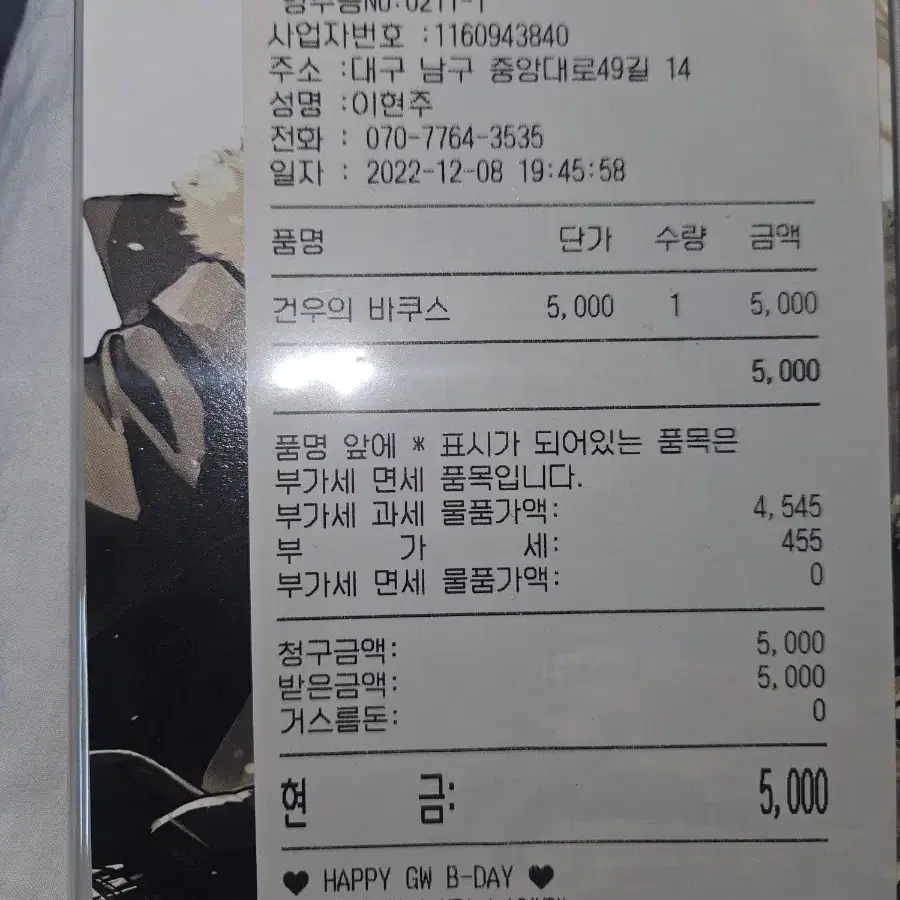 사업자번호 :1160943840
주소 :대구 남구 중앙대로49길 14
성명 :이현주
전화 : 070-7764-3535
일자 : 2022-12-08 19:45:58
품명 단가 수량 금액
건우의 바쿠스 5,000 1 5,000
5,000
품명 앞에 * 표시가 되어있는 품목은
부가세 면세 품목입니다.
부가세 과세 물품가액: 4,545
부 가 세: 455
부가세 면세 물품가액: 0
청구금액: 5,000
받은금액: 5,000
거스름돈: 0
현 금: 5,000
♥ HAPPY GW B-DAY ♥